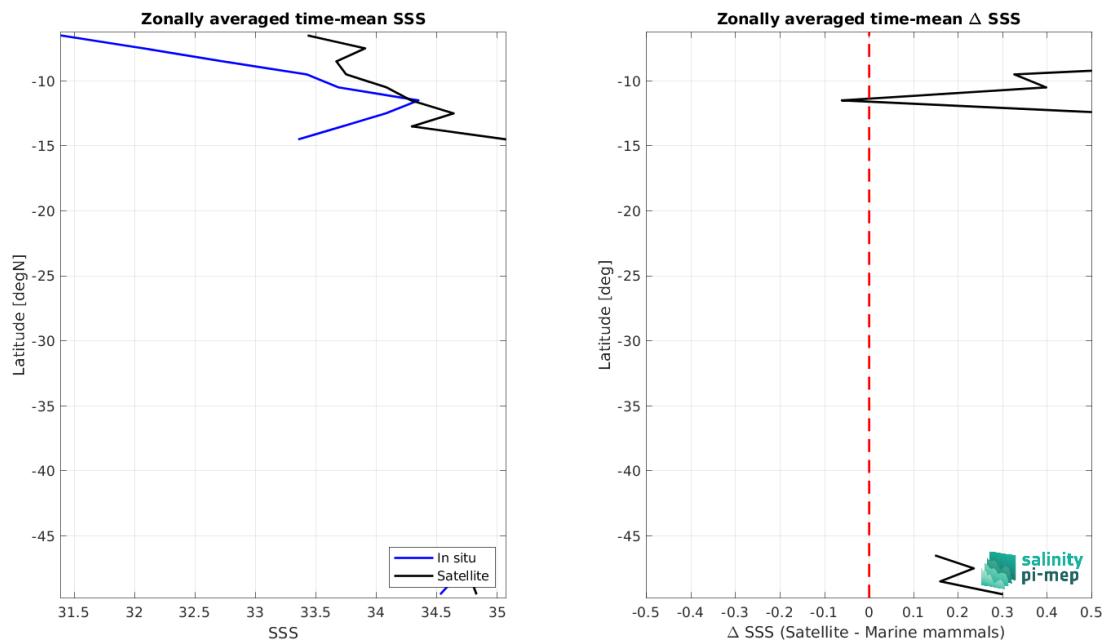 Zonally averaged time-mean SSS
-10
-15
-20
-25
-30
-35
-40
-45
Latitude [degN]
31.5 32 32.5 33 33.5 34 34.5 35
SSS
In situ
Satellite
Zonally averaged time-mean Δ SSS
-10
-15
-20
-25
-30
-35
-40
-45
Latitude [deg]
-0.5 -0.4 -0.3 -0.2 -0.1 0 0.1 0.2 0.3 0.4 0.5
Δ SSS (Satellite - Marine mammals)
salinity
pi-mep